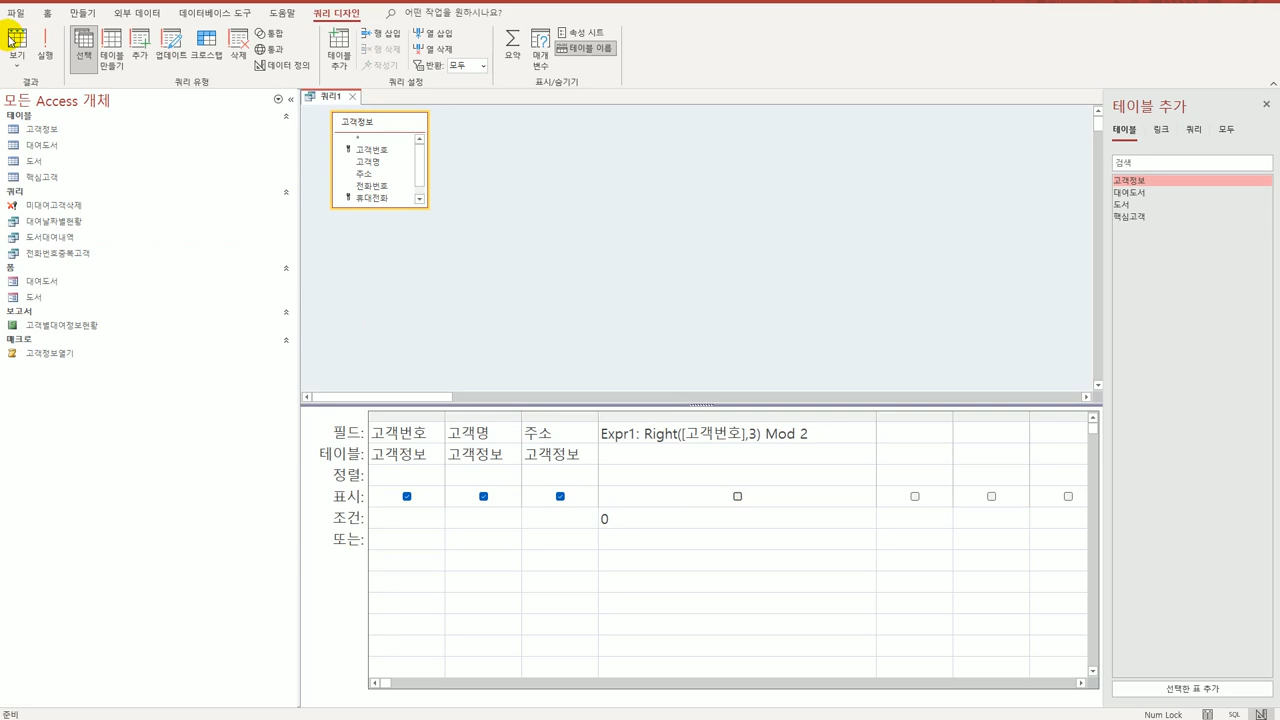 파일 홈 만들기 외부 데이터 데이터베이스 도구 도움말 쿼리 디자인 어떤 작업을 원하시나요?
보기 실행 선택 테이블 만들기 추가 업데이트 크로스탭 삭제 통합 통과 데이터 정의 테이블 추가 행 삽입 행 삭제 작성기 열 삽입 열 삭제 반환: 모두 요약 매개 변수 속성 시트 테이블 이름
결과 쿼리 유형 쿼리 설정 표시/숨기기
모든 Access 개체
테이블
고객정보
대여도서
도서
핵심고객
쿼리
미대여고객삭제
대여날짜별현황
도서대여내역
전화번호중복고객
폼
대여도서
도서
보고서
고객별대여정보현황
매크로
고객정보열기
쿼리1
고객정보
*
고객번호
고객명
주소
전화번호
휴대전화
필드: 고객번호 고객명 주소 Expr1: Right([고객번호],3) Mod 2
테이블: 고객정보 고객정보 고객정보
정렬:
표시:
조건: 0
또는:
테이블 추가
테이블 링크 쿼리 모두
검색
고객정보
대여도서
도서
핵심고객
선택한 표 추가
준비 Num Lock SQL